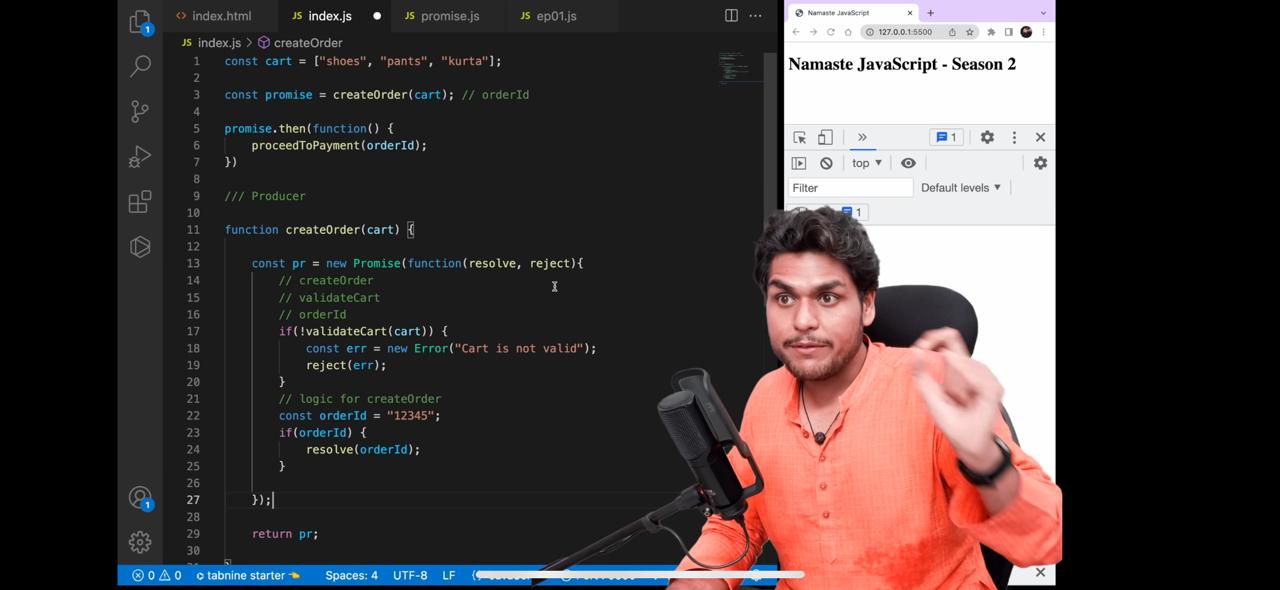 index.html
index.js
promise.js
ep01.js
index.js > createOrder
1 const cart = ["shoes", "pants", "kurta"];
2
3 const promise = createOrder(cart); // orderId
4
5 promise.then(function() {
6 proceedToPayment(orderId);
7 })
8
9 /// Producer
10
11 function createOrder(cart) {
12
13 const pr = new Promise(function(resolve, reject){
14 // createOrder
15 // validateCart
16 // orderId
17 if(!validateCart(cart)) {
18 const err = new Error("Cart is not valid");
19 reject(err);
20 }
21 // logic for createOrder
22 const orderId = "12345";
23 if(orderId) {
24 resolve(orderId);
25 }
26
27 });
28
29 return pr;
30
1
1
0 0 tabnine starter Spaces: 4 UTF-8 LF
Namaste JavaScript
127.0.0.1:5500
Namaste JavaScript - Season 2
1
top
Filter Default levels
1